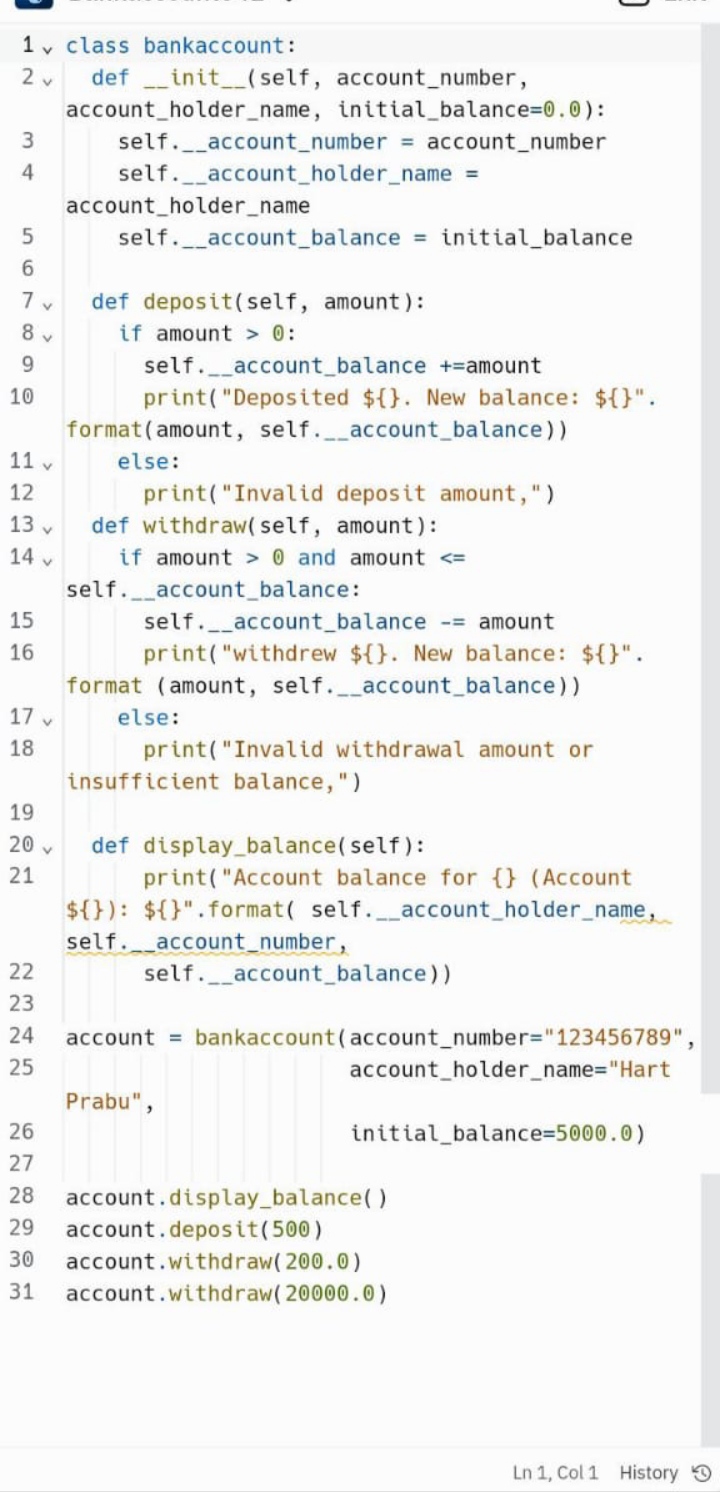 1 class bankaccount:
2 def __init__(self, account_number,
account_holder_name, initial_balance=0.0):
3 self.__account_number = account_number
4 self.__account_holder_name =
account_holder_name
5 self.__account_balance = initial_balance
6
7 def deposit(self, amount):
8 if amount > 0:
9 self.__account_balance +=amount
10 print("Deposited ${}. New balance: ${}".
format(amount, self.__account_balance))
11 else:
12 print("Invalid deposit amount,")
13 def withdraw(self, amount):
14 if amount > 0 and amount <=
self.__account_balance:
15 self.__account_balance -= amount
16 print("withdrew ${}. New balance: ${}".
format (amount, self.__account_balance))
17 else:
18 print("Invalid withdrawal amount or
insufficient balance,")
19
20 def display_balance(self):
21 print("Account balance for {} (Account
${}): ${}".format( self.__account_holder_name,
self.__account_number,
22 self.__account_balance))
23
24 account = bankaccount(account_number="123456789",
25 account_holder_name="Hart
Prabu",
26 initial_balance=5000.0)
27
28 account.display_balance()
29 account.deposit(500)
30 account.withdraw(200.0)
31 account.withdraw(20000.0)
Ln 1, Col 1 History